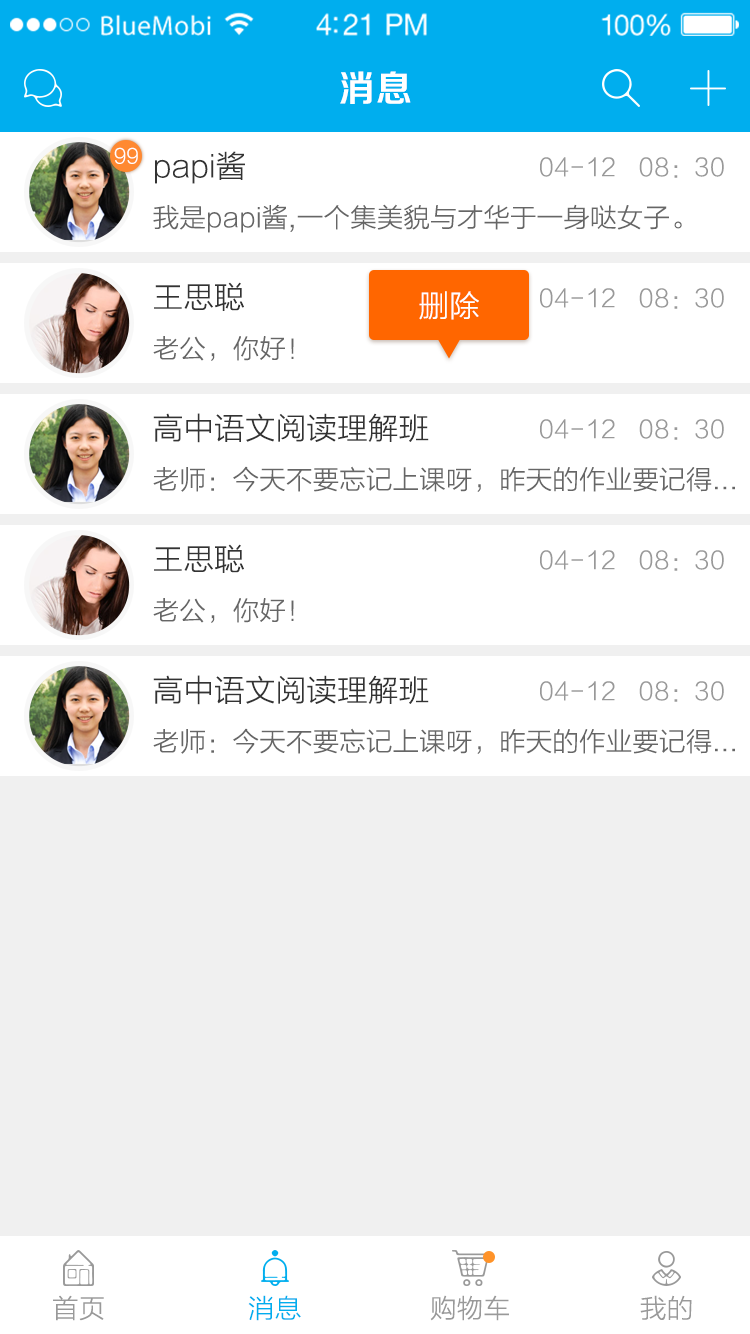 BlueMobi 4:21 PM 100%
消息
99
papi酱 04-12 08：30
我是papi酱,一个集美貌与才华于一身哒女子。
王思聪 删除 04-12 08：30
老公，你好！
高中语文阅读理解班 04-12 08：30
老师：今天不要忘记上课呀，昨天的作业要记得...
王思聪 04-12 08：30
老公，你好！
高中语文阅读理解班 04-12 08：30
老师：今天不要忘记上课呀，昨天的作业要记得...
首页 消息 购物车 我的